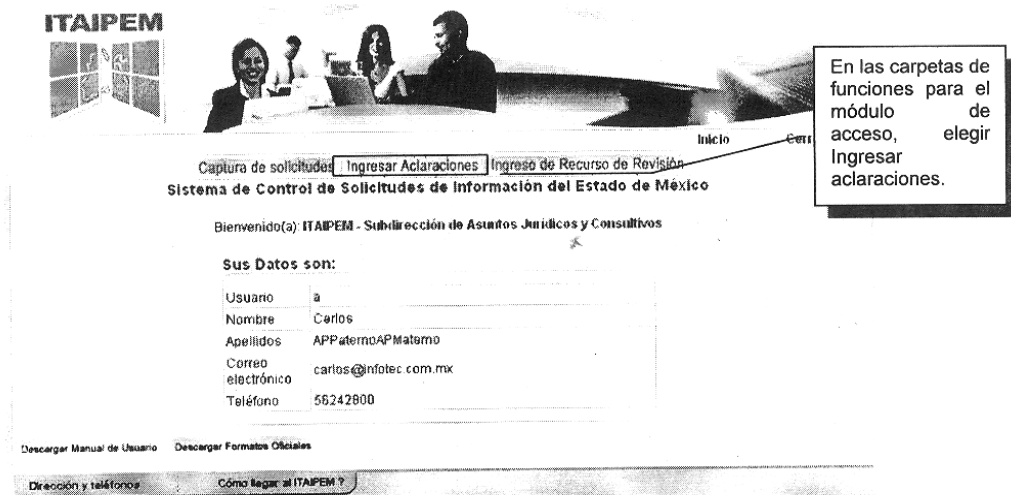 ITAIPEM
En las carpetas de
funciones para el
módulo de
acceso, elegir
Ingresar
aclaraciones.
Inicio
Captura de solicitudes Ingresar Aclaraciones Ingreso de Recurso de Revisión
Sistema de Control de Solicitudes de Información del Estado de México
Bienvenido(a): ITAIPEM - Subdirección de Asuntos Jurídicos y Consultivos
Sus Datos son:
Usuario a
Nombre Carlos
Apellidos APPaternoAPMaterno
Correo
electrónico carlos@infotec.com.mx
Teléfono 56242800
Descargar Manual de Usuario Descargar Formatos Oficiales
Dirección y teléfonos Cómo llegar al ITAIPEM ?